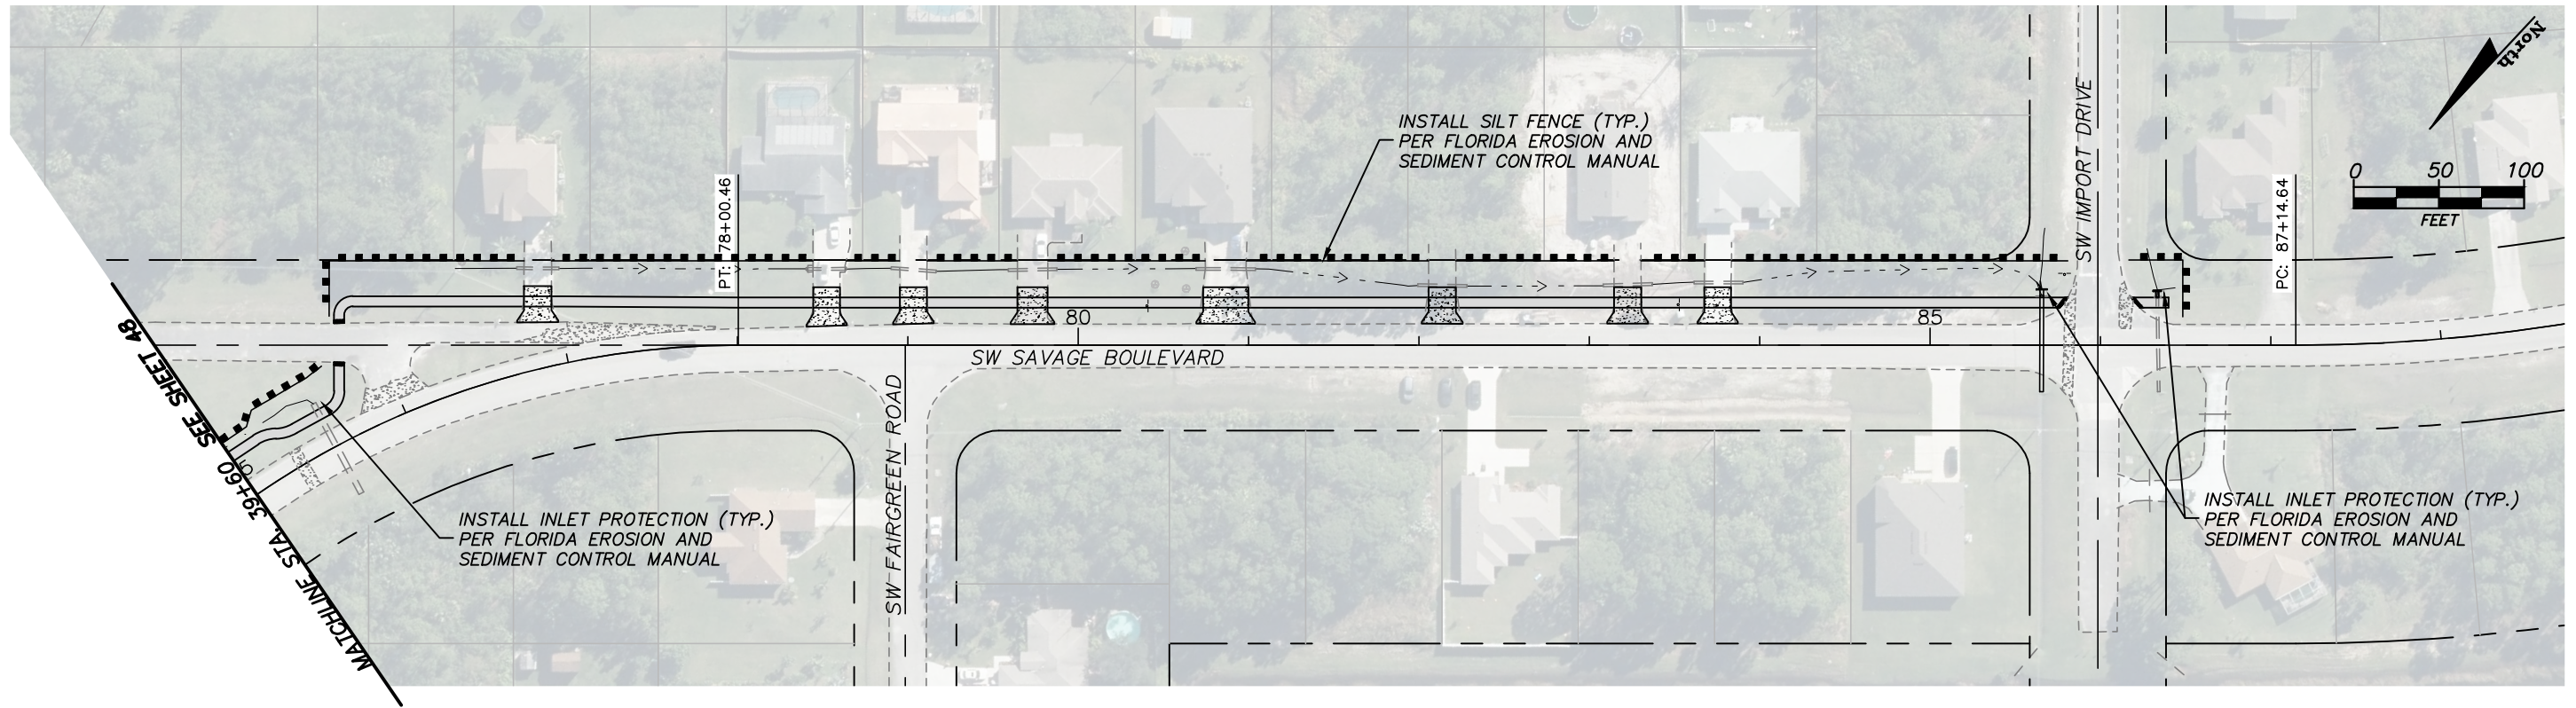 North
0 50 100
FEET
INSTALL SILT FENCE (TYP.)
PER FLORIDA EROSION AND
SEDIMENT CONTROL MANUAL
SW IMPORT DRIVE
PT: 78+00.46
PC: 87+14.64
80
85
SW SAVAGE BOULEVARD
SW FAIRGREEN ROAD
SEE SHEET 48
MATCHLINE STA. 39+60
INSTALL INLET PROTECTION (TYP.)
PER FLORIDA EROSION AND
SEDIMENT CONTROL MANUAL
INSTALL INLET PROTECTION (TYP.)
PER FLORIDA EROSION AND
SEDIMENT CONTROL MANUAL